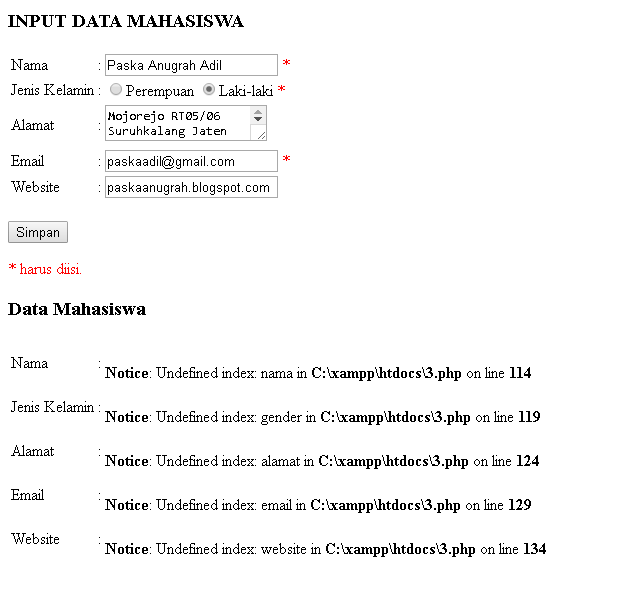 INPUT DATA MAHASISWA
Nama : Paska Anugrah Adil *
Jenis Kelamin : Perempuan Laki-laki *
Alamat : Mojorejo RT05/06
Suruhkalang Jaten
Email : paskaadil@gmail.com *
Website : paskaanugrah.blogspot.com
Simpan
* harus diisi.
Data Mahasiswa
Nama : Notice: Undefined index: nama in C:\xampp\htdocs\3.php on line 114
Jenis Kelamin : Notice: Undefined index: gender in C:\xampp\htdocs\3.php on line 119
Alamat : Notice: Undefined index: alamat in C:\xampp\htdocs\3.php on line 124
Email : Notice: Undefined index: email in C:\xampp\htdocs\3.php on line 129
Website : Notice: Undefined index: website in C:\xampp\htdocs\3.php on line 134